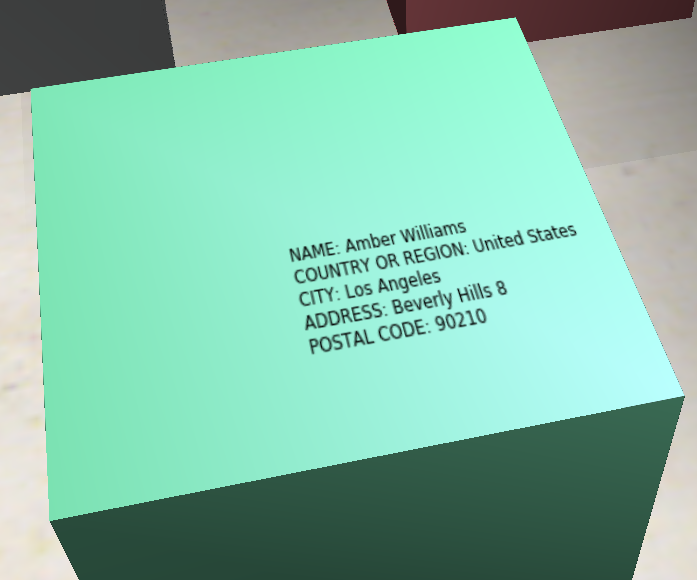 NAME: Amber Williams
COUNTRY OR REGION: United States
CITY: Los Angeles
ADDRESS: Beverly Hills 8
POSTAL CODE: 90210